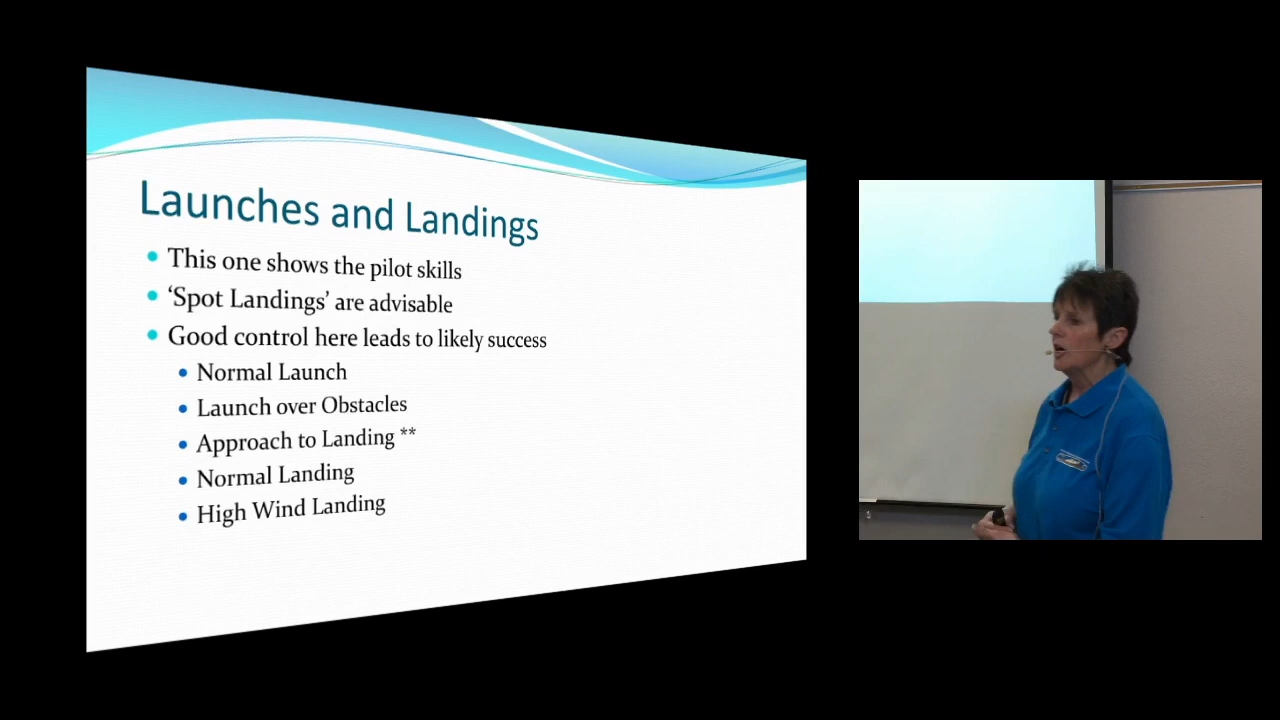 Launches and Landings
This one shows the pilot skills
‘Spot Landings’ are advisable
Good control here leads to likely success
Normal Launch
Launch over Obstacles
Approach to Landing **
Normal Landing
High Wind Landing